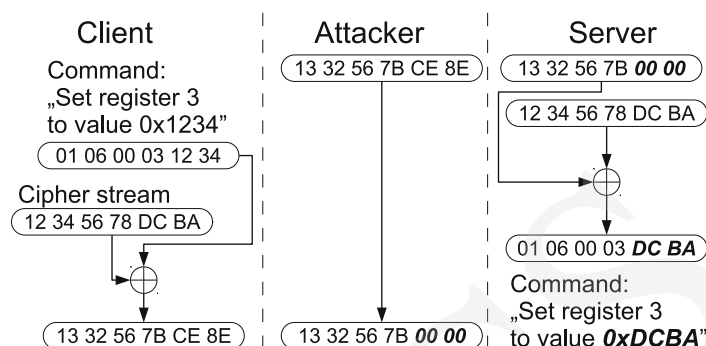 Client
Command:
„Set register 3
to value 0x1234”
01 06 00 03 12 34
Cipher stream
12 34 56 78 DC BA
13 32 56 7B CE 8E
Attacker
13 32 56 7B CE 8E
13 32 56 7B 00 00
Server
13 32 56 7B 00 00
12 34 56 78 DC BA
01 06 00 03 DC BA
Command:
„Set register 3
to value 0xDCBA”